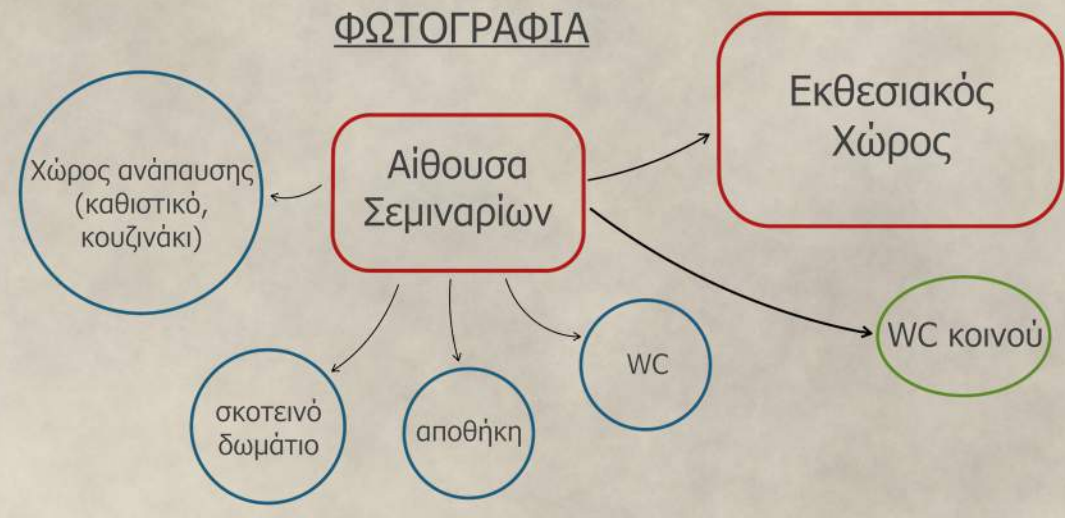 ΦΩΤΟΓΡΑΦΙΑ
Εκθεσιακός
Χώρος
Αίθουσα
Σεμιναρίων
Χώρος ανάπαυσης
(καθιστικό,
κουζινάκι)
WC κοινού
WC
σκοτεινό
δωμάτιο
αποθήκη